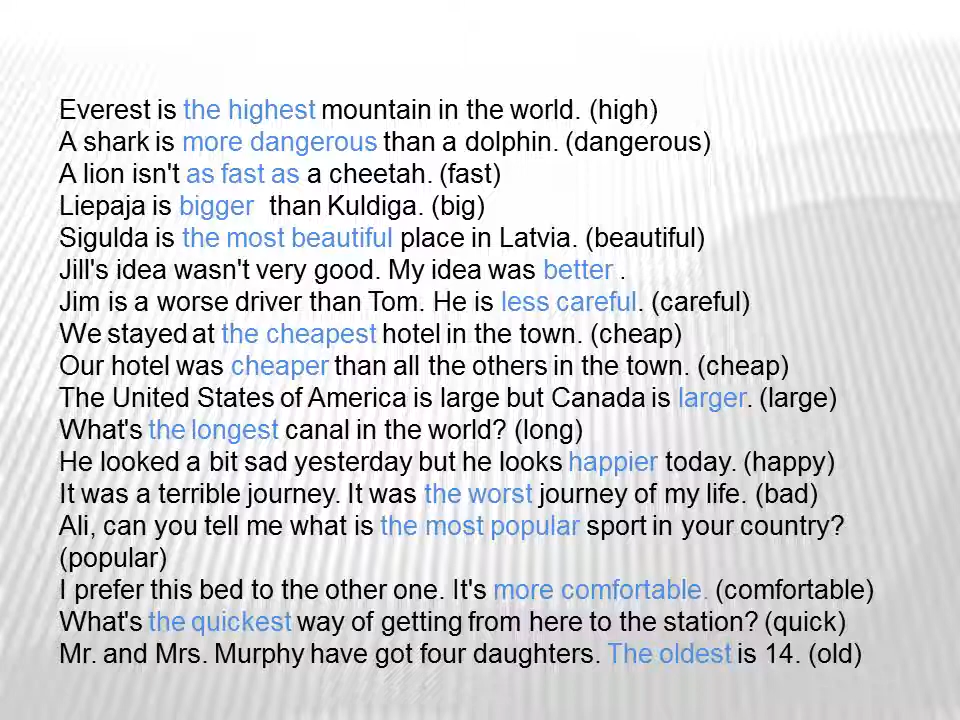 Everest is the highest mountain in the world. (high)
A shark is more dangerous than a dolphin. (dangerous)
A lion isn't as fast as a cheetah. (fast)
Liepaja is bigger than Kuldiga. (big)
Sigulda is the most beautiful place in Latvia. (beautiful)
Jill's idea wasn't very good. My idea was better .
Jim is a worse driver than Tom. He is less careful. (careful)
We stayed at the cheapest hotel in the town. (cheap)
Our hotel was cheaper than all the others in the town. (cheap)
The United States of America is large but Canada is larger. (large)
What's the longest canal in the world? (long)
He looked a bit sad yesterday but he looks happier today. (happy)
It was a terrible journey. It was the worst journey of my life. (bad)
Ali, can you tell me what is the most popular sport in your country?
(popular)
I prefer this bed to the other one. It's more comfortable. (comfortable)
What's the quickest way of getting from here to the station? (quick)
Mr. and Mrs. Murphy have got four daughters. The oldest is 14. (old)